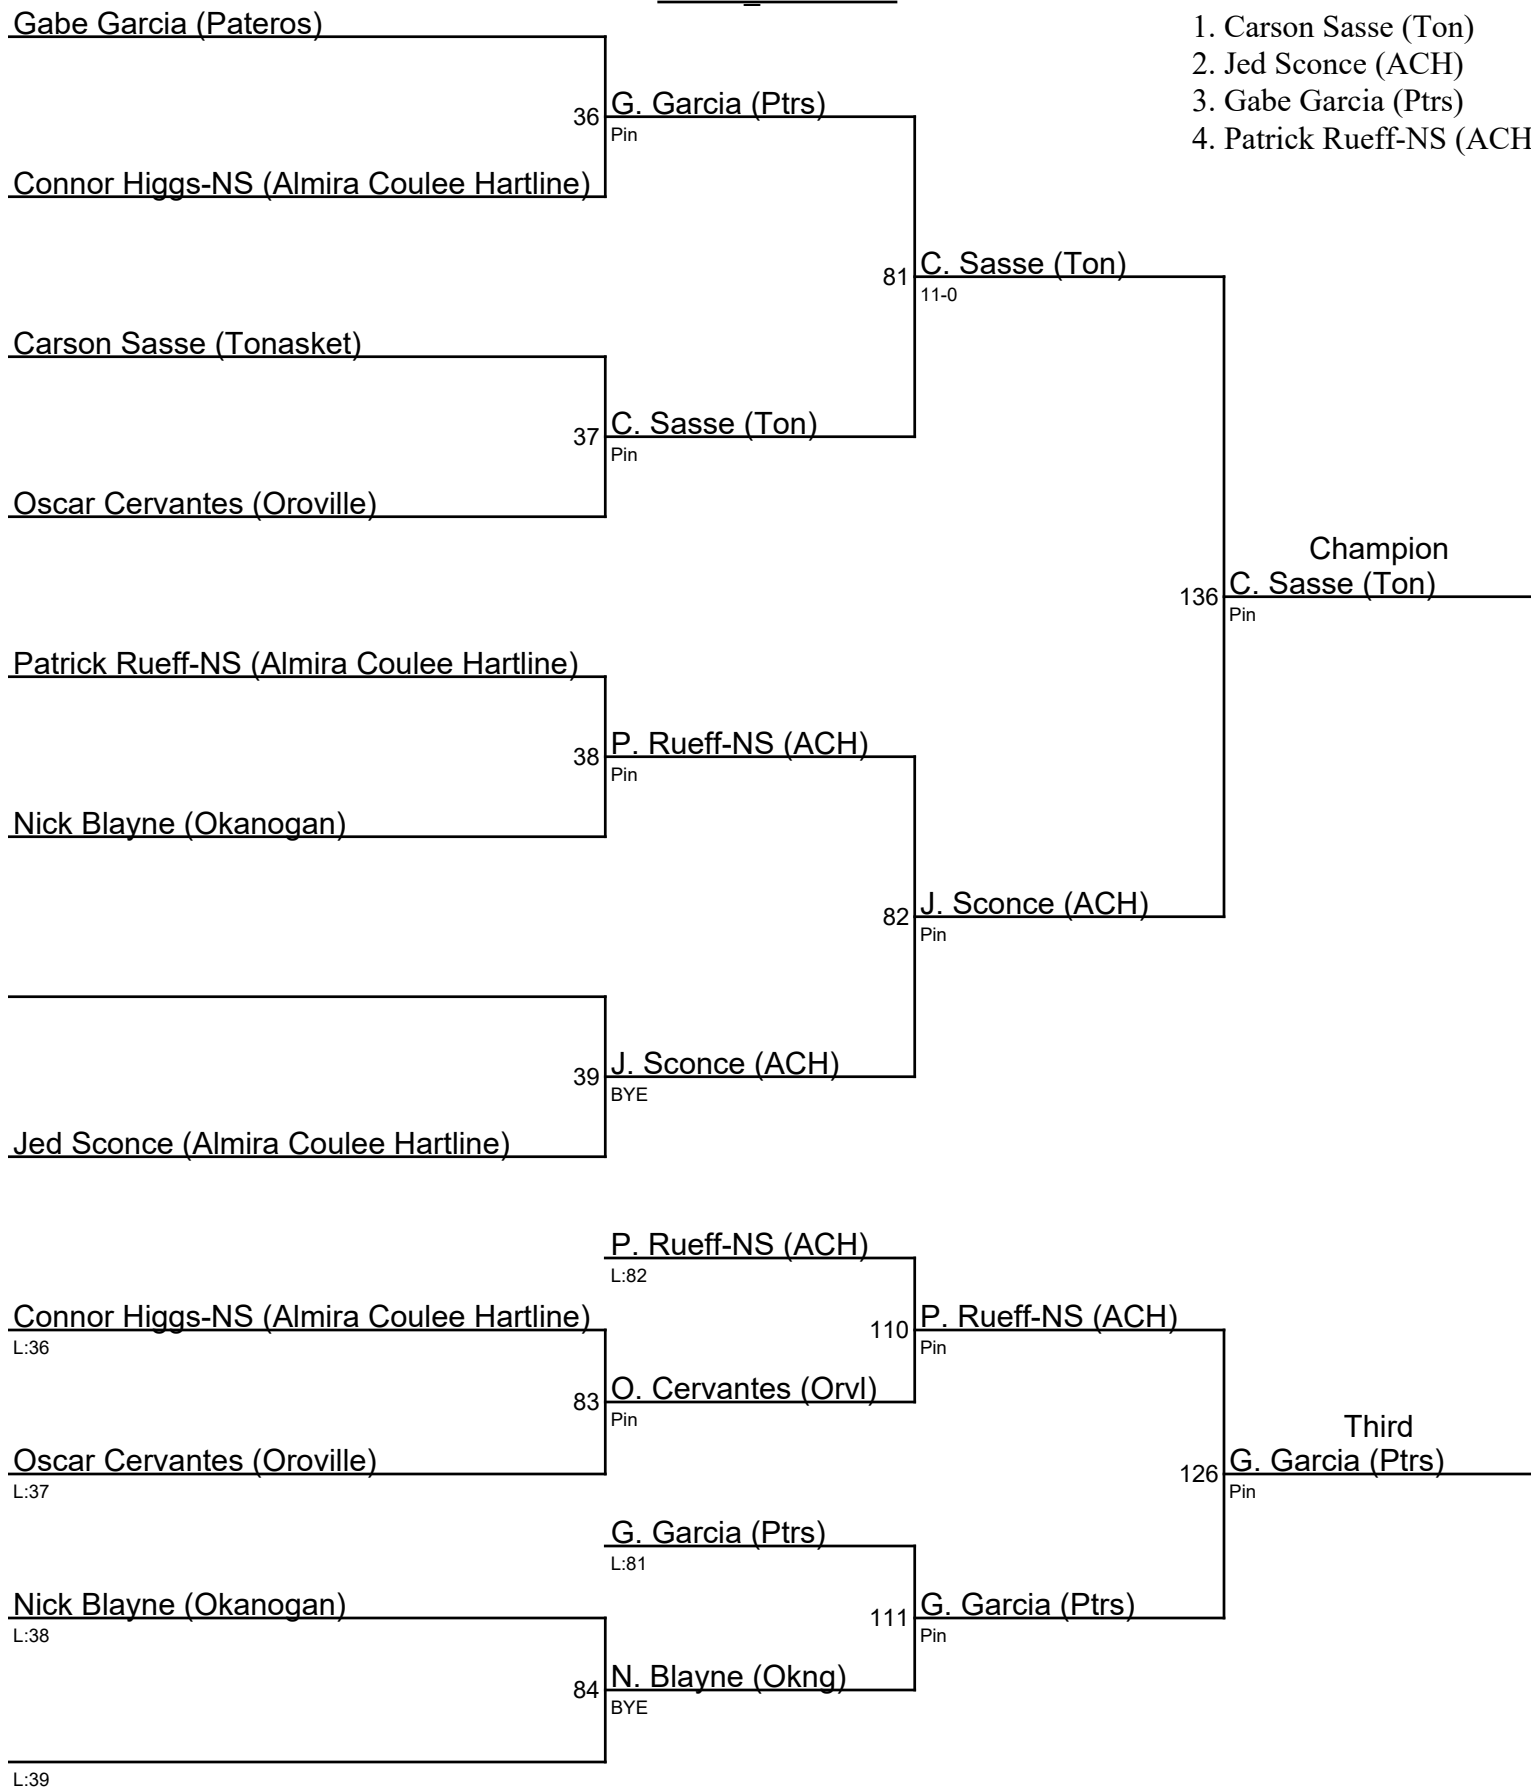 Gabe Garcia (Pateros)
1. Carson Sasse (Ton)
2. Jed Sconce (ACH)
3. Gabe Garcia (Ptrs)
4. Patrick Rueff-NS (ACH
36
G. Garcia (Ptrs)
Pin
Connor Higgs-NS (Almira Coulee Hartline)
81
C. Sasse (Ton)
11-0
Carson Sasse (Tonasket)
37
C. Sasse (Ton)
Pin
Oscar Cervantes (Oroville)
Champion
136
C. Sasse (Ton)
Pin
Patrick Rueff-NS (Almira Coulee Hartline)
38
P. Rueff-NS (ACH)
Pin
Nick Blayne (Okanogan)
82
J. Sconce (ACH)
Pin
39
J. Sconce (ACH)
BYE
Jed Sconce (Almira Coulee Hartline)
P. Rueff-NS (ACH)
L:82
Connor Higgs-NS (Almira Coulee Hartline)
L:36
110
P. Rueff-NS (ACH)
Pin
83
O. Cervantes (Orvl)
Pin
Third
Oscar Cervantes (Oroville)
L:37
126
G. Garcia (Ptrs)
Pin
G. Garcia (Ptrs)
L:81
Nick Blayne (Okanogan)
L:38
111
G. Garcia (Ptrs)
Pin
84
N. Blayne (Okng)
BYE
L:39